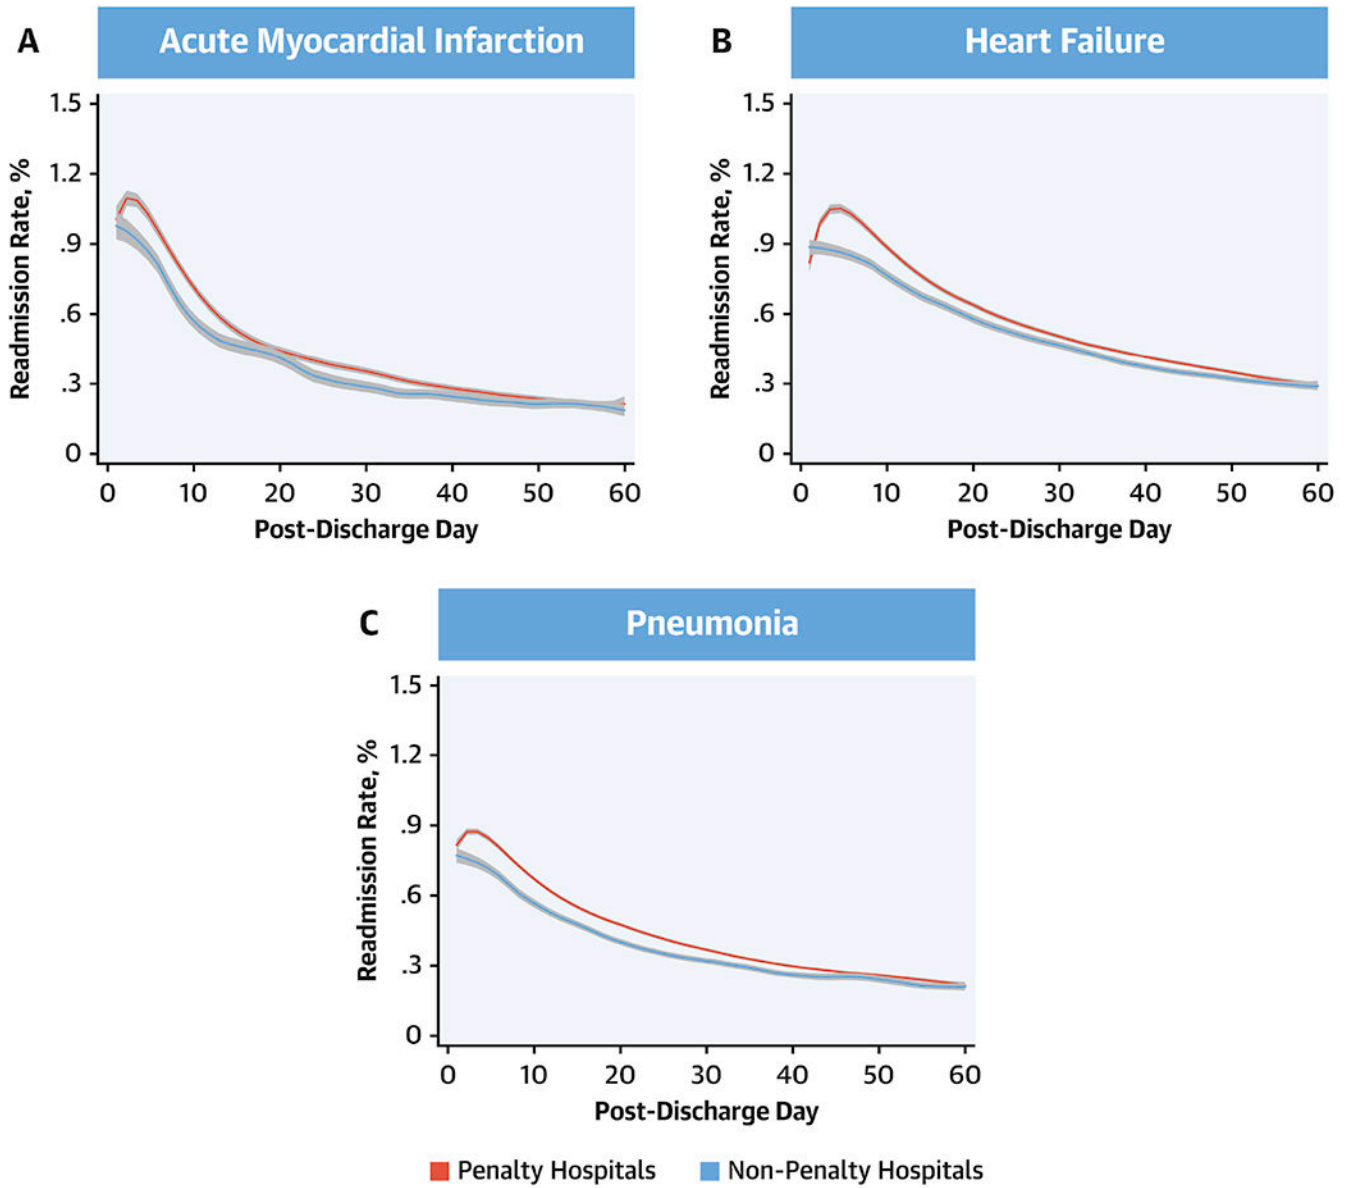 A
Acute Myocardial Infarction
Readmission Rate, %
1.5
1.2
.9
.6
.3
0
0 10 20 30 40 50 60
Post-Discharge Day
B
Heart Failure
Readmission Rate, %
1.5
1.2
.9
.6
.3
0
0 10 20 30 40 50 60
Post-Discharge Day
C
Pneumonia
Readmission Rate, %
1.5
1.2
.9
.6
.3
0
0 10 20 30 40 50 60
Post-Discharge Day
Penalty Hospitals
Non-Penalty Hospitals